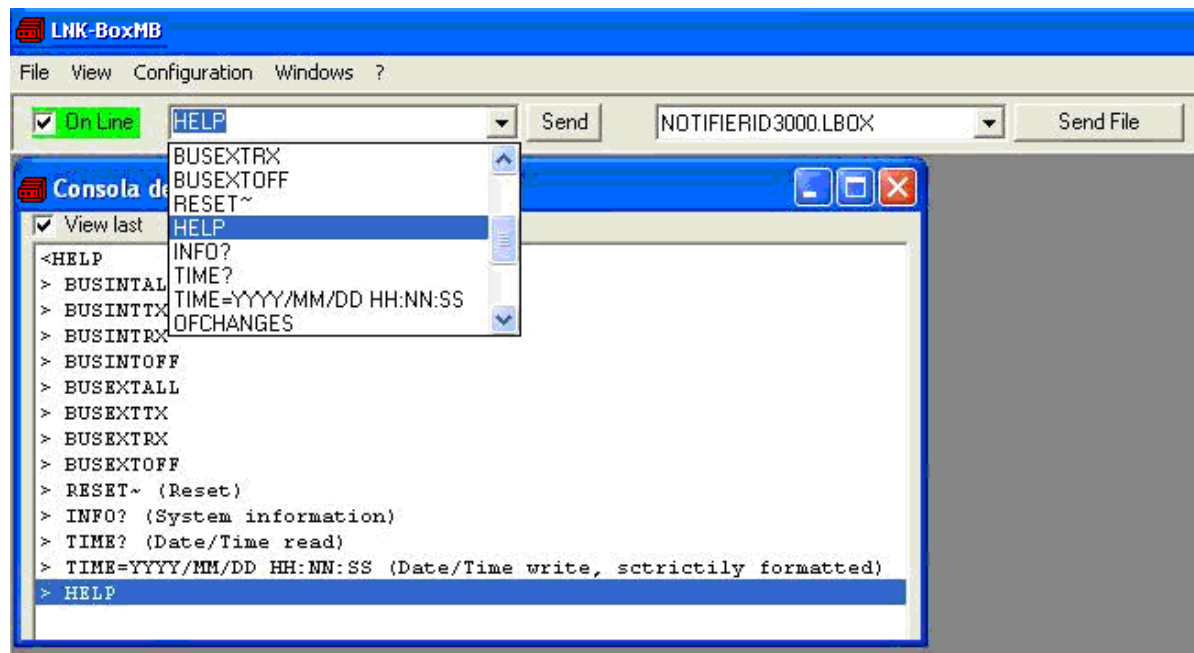 LNK-BoxMB
File View Configuration Windows ?
On Line HELP Send NOTIFIERID3000.LBOX Send File
BUSEXTRX
BUSEXTOFF
RESET~
HELP
INFO?
TIME?
TIME=YYYY/MM/DD HH:NN:SS
OFCHANGES
Consola de
View last
<HELP
> BUSINTAL
> BUSINTTX
> BUSINTRX
> BUSINTOFF
> BUSEXTALL
> BUSEXTTX
> BUSEXTRX
> BUSEXTOFF
> RESET~ (Reset)
> INFO? (System information)
> TIME? (Date/Time read)
> TIME=YYYY/MM/DD HH:NN:SS (Date/Time write, sctrictily formatted)
> HELP